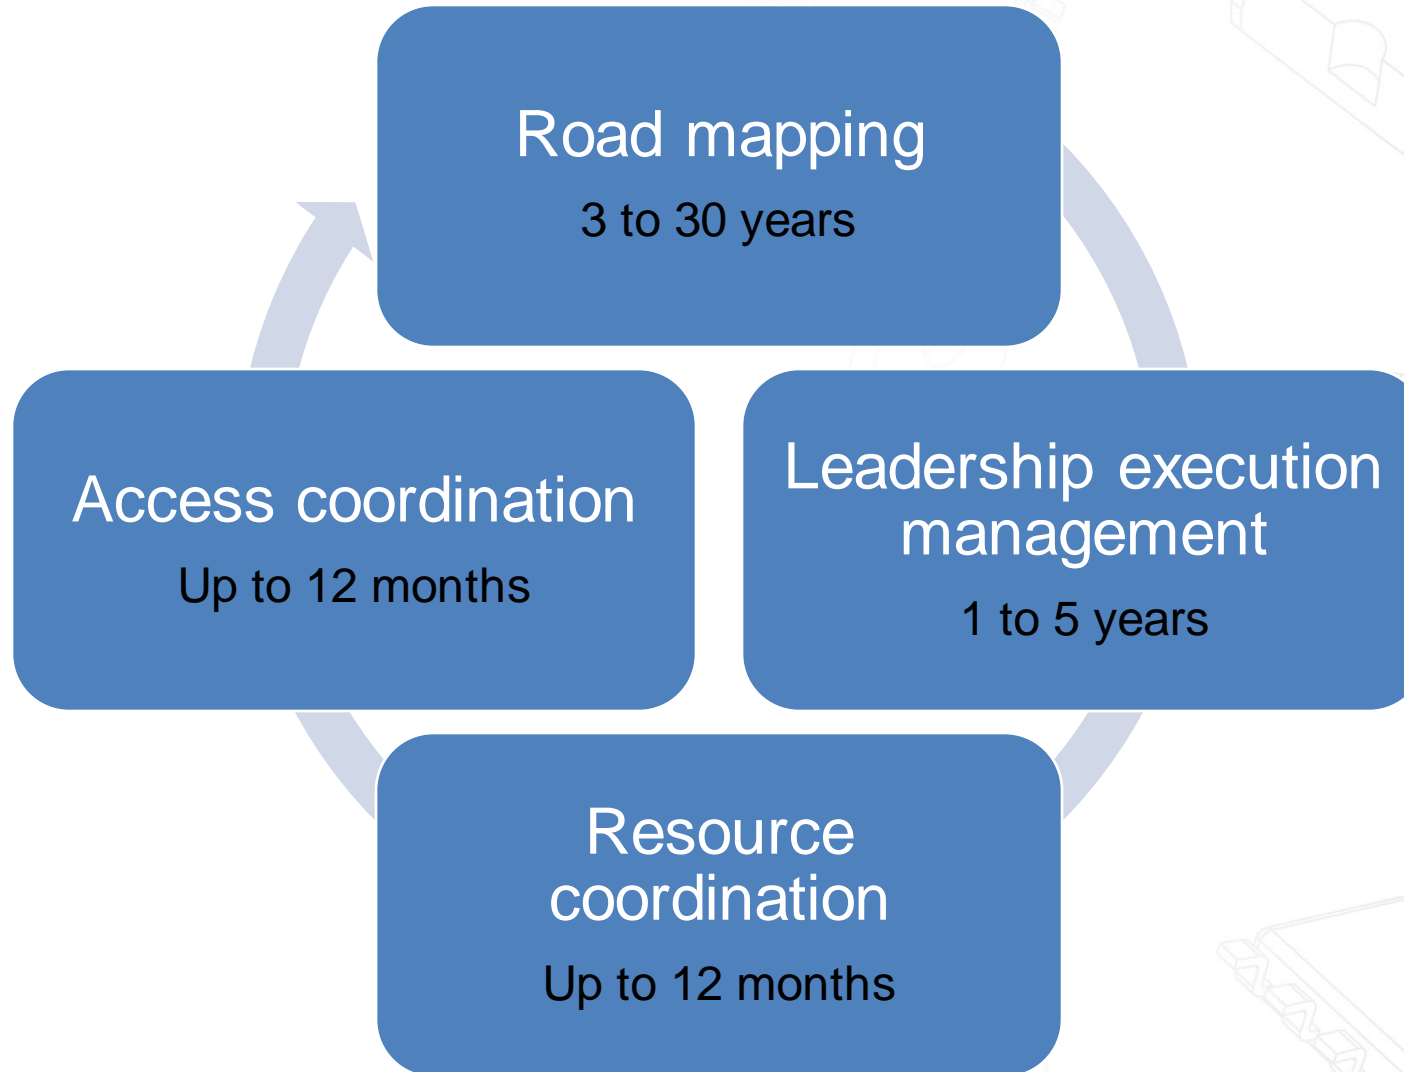 Road mapping
3 to 30 years
Leadership execution
management
1 to 5 years
Resource
coordination
Up to 12 months
Access coordination
Up to 12 months